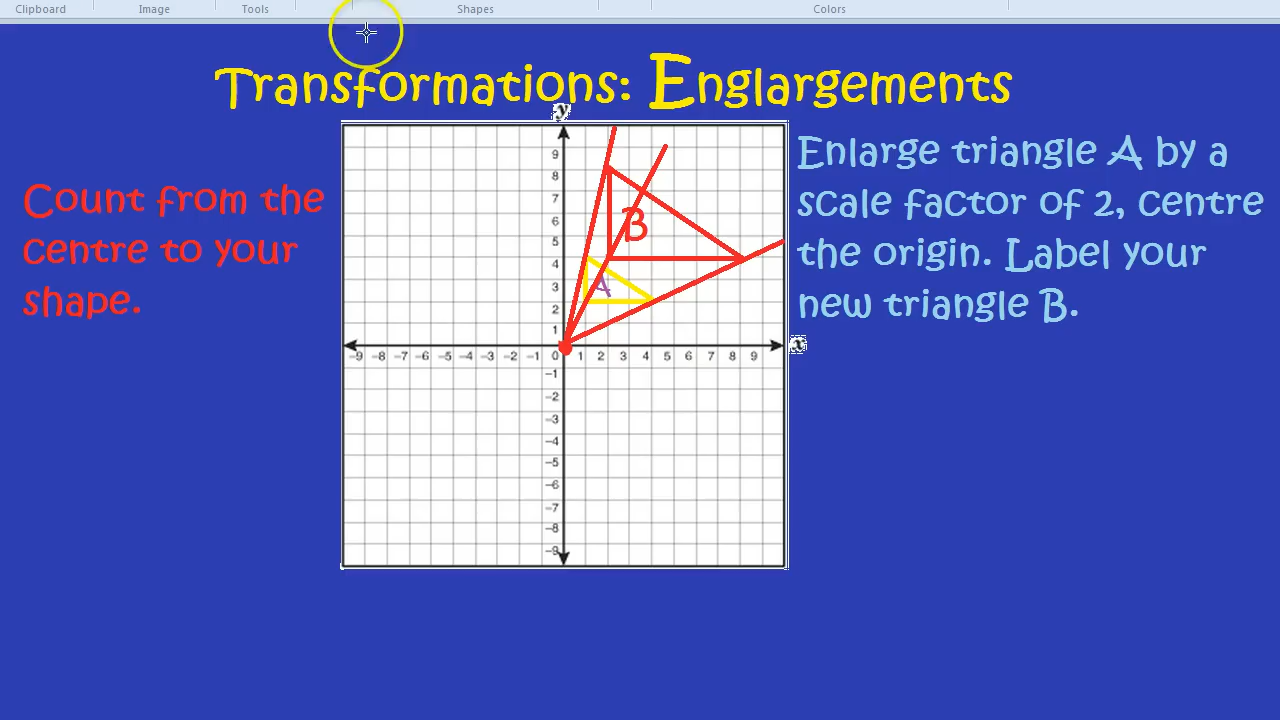 Clipboard Image Tools Shapes Colors
Transformations: Englargements
Count from the
centre to your
shape.
y
9
8
7
6
5
4
3
2
1
B
A
-9 -8 -7 -6 -5 -4 -3 -2 -1 0 1 2 3 4 5 6 7 8 9
x
-1
-2
-3
-4
-5
-6
-7
-8
-9
Enlarge triangle A by a
scale factor of 2, centre
the origin. Label your
new triangle B.